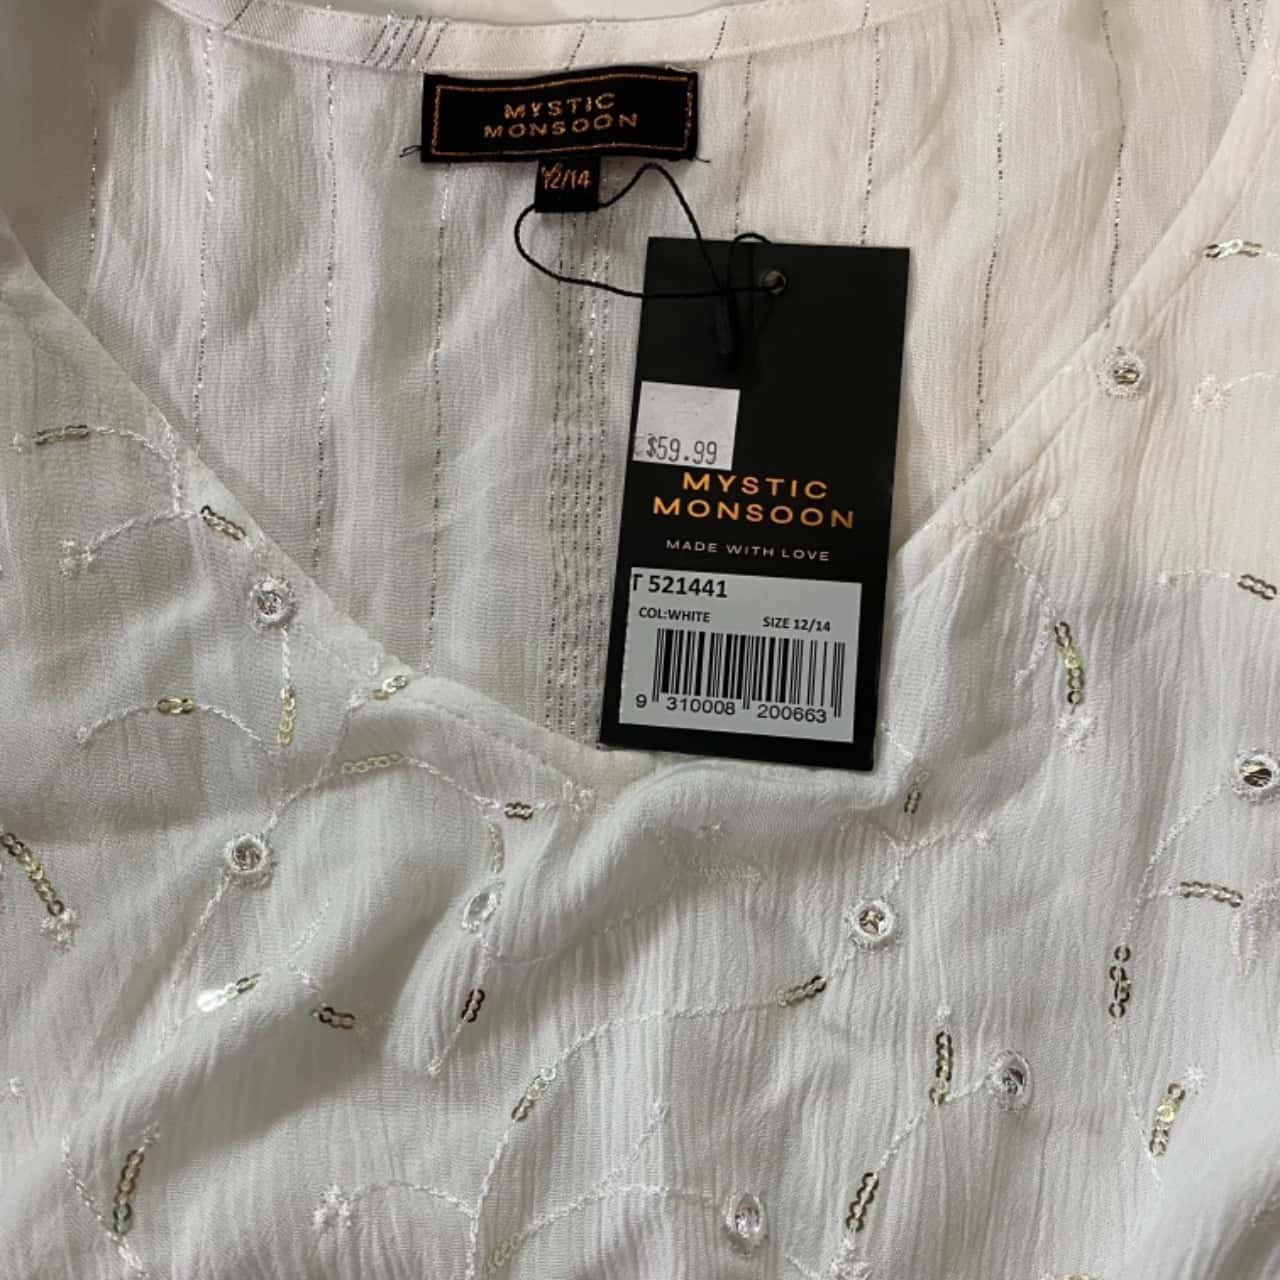 MYSTIC
MONSOON
12/14
$59.99
MYSTIC
MONSOON
MADE WITH LOVE
T 521441
COL:WHITE SIZE 12/14
9 310008 200663